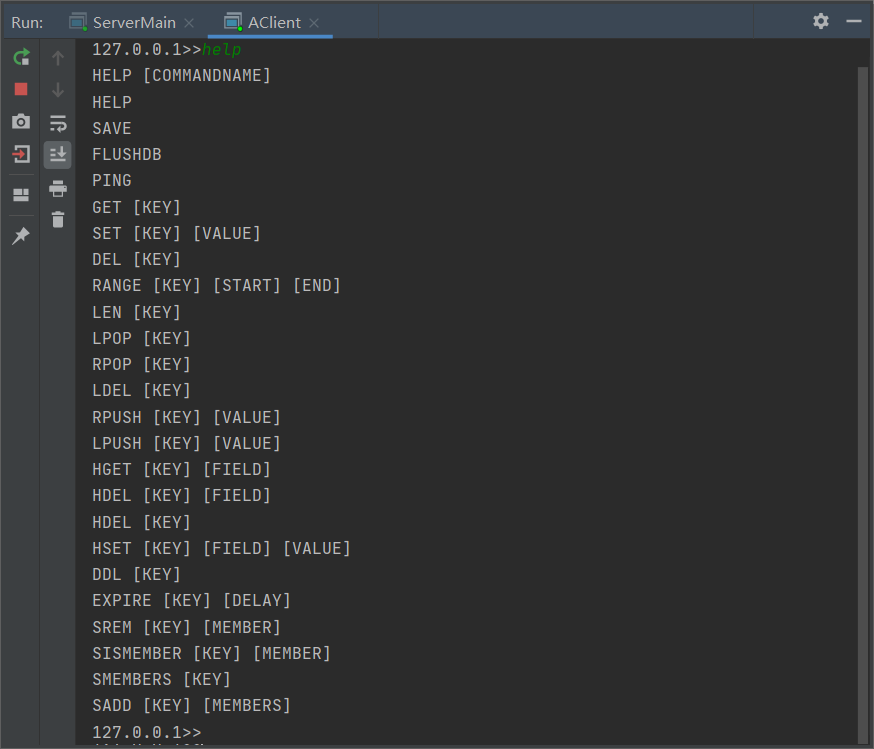 Run: ServerMain AClient
127.0.0.1>>help
HELP [COMMANDNAME]
HELP
SAVE
FLUSHDB
PING
GET [KEY]
SET [KEY] [VALUE]
DEL [KEY]
RANGE [KEY] [START] [END]
LEN [KEY]
LPOP [KEY]
RPOP [KEY]
LDEL [KEY]
RPUSH [KEY] [VALUE]
LPUSH [KEY] [VALUE]
HGET [KEY] [FIELD]
HDEL [KEY] [FIELD]
HDEL [KEY]
HSET [KEY] [FIELD] [VALUE]
DDL [KEY]
EXPIRE [KEY] [DELAY]
SREM [KEY] [MEMBER]
SISMEMBER [KEY] [MEMBER]
SMEMBERS [KEY]
SADD [KEY] [MEMBERS]
127.0.0.1>>